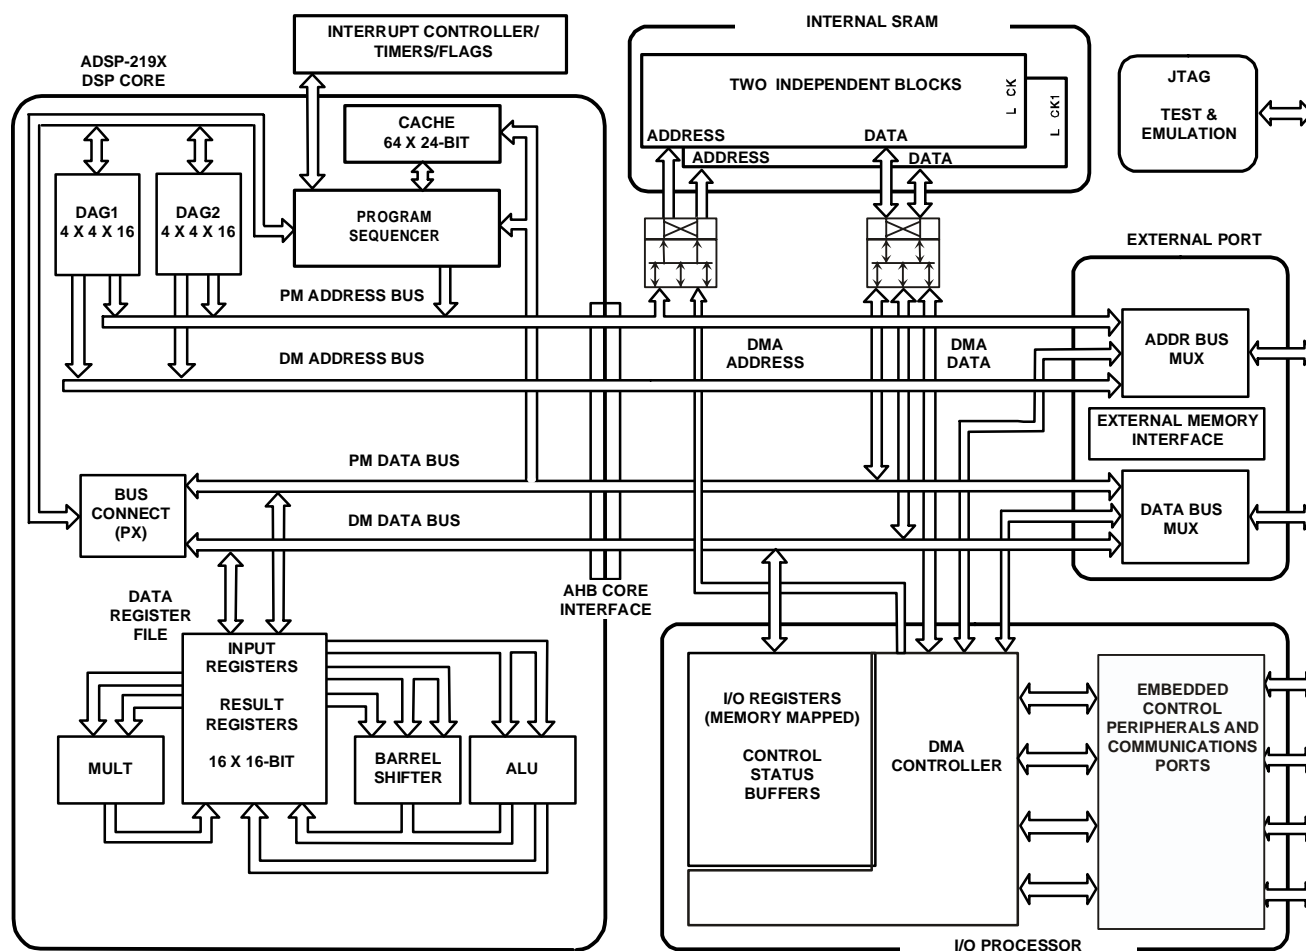 INTERNAL SRAM
INTERRUPT CONTROLLER/
TIMERS/FLAGS
ADSP-219X
DSP CORE
TWO INDEPENDENT BLOCKS
L CK
L CK1
JTAG
TEST &
EMULATION
CACHE
64 X 24-BIT
ADDRESS
DATA
ADDRESS
DATA
DAG1
4 X 4 X 16
DAG2
4 X 4 X 16
PROGRAM
SEQUENCER
EXTERNAL PORT
PM ADDRESS BUS
DM ADDRESS BUS
DMA
ADDRESS
DMA
DATA
ADDR BUS
MUX
EXTERNAL MEMORY
INTERFACE
PM DATA BUS
BUS
CONNECT
(PX)
DM DATA BUS
DATA BUS
MUX
DATA
REGISTER
FILE
AHB CORE
INTERFACE
INPUT
REGISTERS
RESULT
REGISTERS
16 X 16-BIT
MULT
BARREL
SHIFTER
ALU
I/O REGISTERS
(MEMORY MAPPED)
CONTROL
STATUS
BUFFERS
DMA
CONTROLLER
EMBEDDED
CONTROL
PERIPHERALS AND
COMMUNICATIONS
PORTS
I/O PROCESSOR